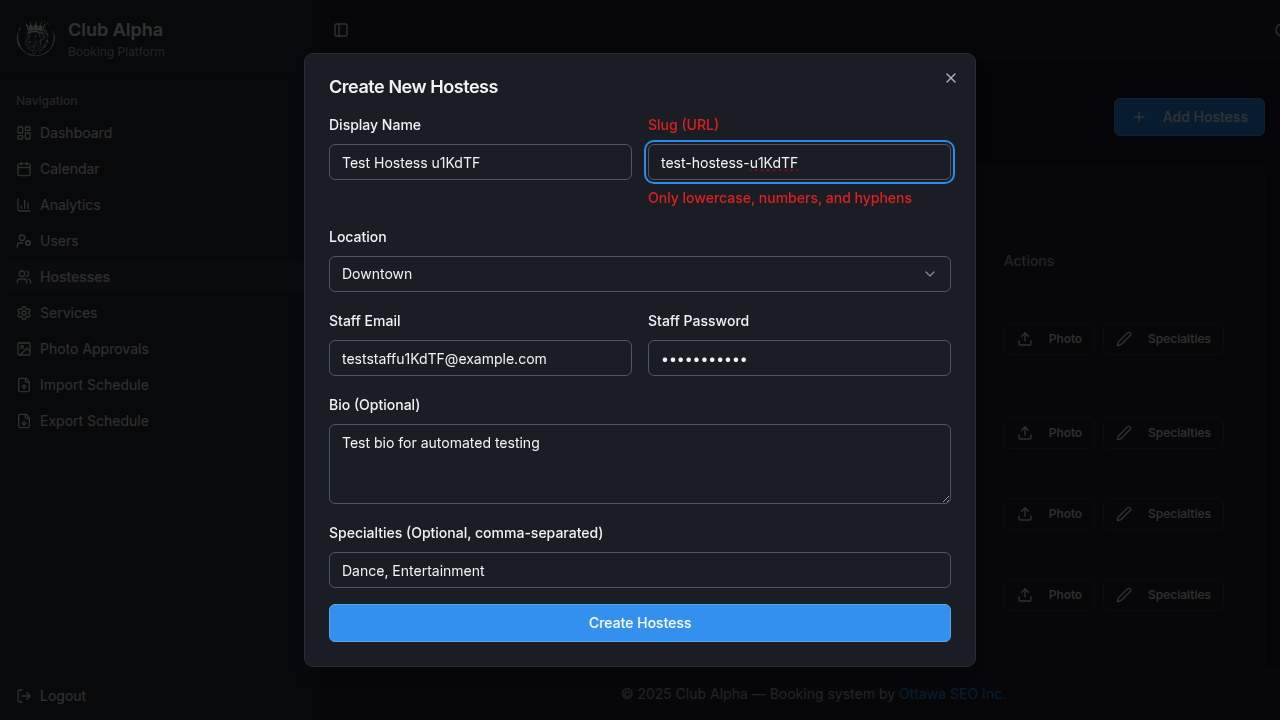 Club Alpha
Booking Platform
Navigation
Dashboard
Calendar
Analytics
Users
Hostesses
Services
Photo Approvals
Import Schedule
Export Schedule
Logout
Add Hostess
Actions
Photo Specialties
Photo Specialties
Photo Specialties
Photo Specialties
Create New Hostess
Display Name Slug (URL)
Test Hostess u1KdTF test-hostess-u1KdTF
Only lowercase, numbers, and hyphens
Location
Downtown
Staff Email Staff Password
teststaffu1KdTF@example.com •••••••••••
Bio (Optional)
Test bio for automated testing
Specialties (Optional, comma-separated)
Dance, Entertainment
Create Hostess
© 2025 Club Alpha — Booking system by Ottawa SEO Inc.